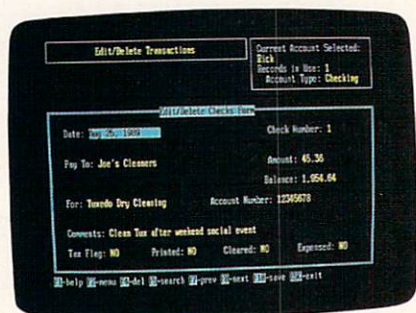 Edit/Delete Transactions
Current Account Selected:
Dick
Records in Use: 1
Account Type: Checking
Edit/Delete Checks Form
Date: May 25, 1989
Check Number: 1
Pay To: Joe's Cleaners
Amount: 45.36
Balance: 1,954.64
For: Tuxedo Dry Cleaning
Account Number: 12345678
Comments: Clean Tux after weekend social event
Tax Flag: NO Printed: NO Cleared: NO Expensed: NO
-help -menu -del -search -prev -next -save -exit